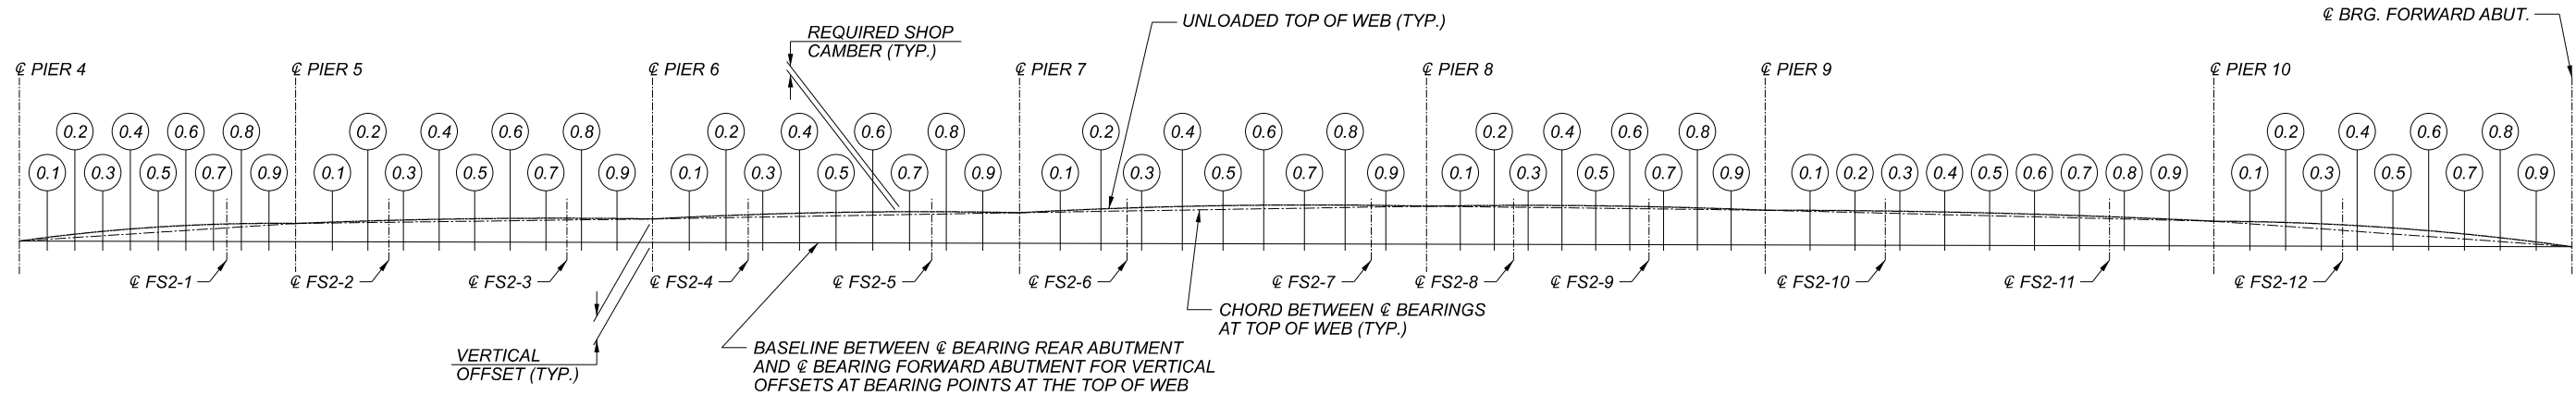 ℄ BRG. FORWARD ABUT.
UNLOADED TOP OF WEB (TYP.)
REQUIRED SHOP
CAMBER (TYP.)
℄ PIER 4
℄ PIER 5
℄ PIER 6
℄ PIER 7
℄ PIER 8
℄ PIER 9
℄ PIER 10
0.2 0.4 0.6 0.8 0.2 0.4 0.6 0.8 0.2 0.4 0.6 0.8 0.2 0.4 0.6 0.8 0.2 0.4 0.6 0.8 0.2 0.4 0.6 0.8
0.1 0.3 0.5 0.7 0.9 0.1 0.3 0.5 0.7 0.9 0.1 0.3 0.5 0.7 0.9 0.1 0.3 0.5 0.7 0.9 0.1 0.3 0.5 0.7 0.9 0.1 0.2 0.3 0.4 0.5 0.6 0.7 0.8 0.9 0.1 0.3 0.5 0.7 0.9
℄ FS2-1
℄ FS2-2
℄ FS2-3
℄ FS2-4
℄ FS2-5
℄ FS2-6
℄ FS2-7
℄ FS2-8
℄ FS2-9
℄ FS2-10
℄ FS2-11
℄ FS2-12
CHORD BETWEEN ℄ BEARINGS
AT TOP OF WEB (TYP.)
VERTICAL
OFFSET (TYP.)
BASELINE BETWEEN ℄ BEARING REAR ABUTMENT
AND ℄ BEARING FORWARD ABUTMENT FOR VERTICAL
OFFSETS AT BEARING POINTS AT THE TOP OF WEB